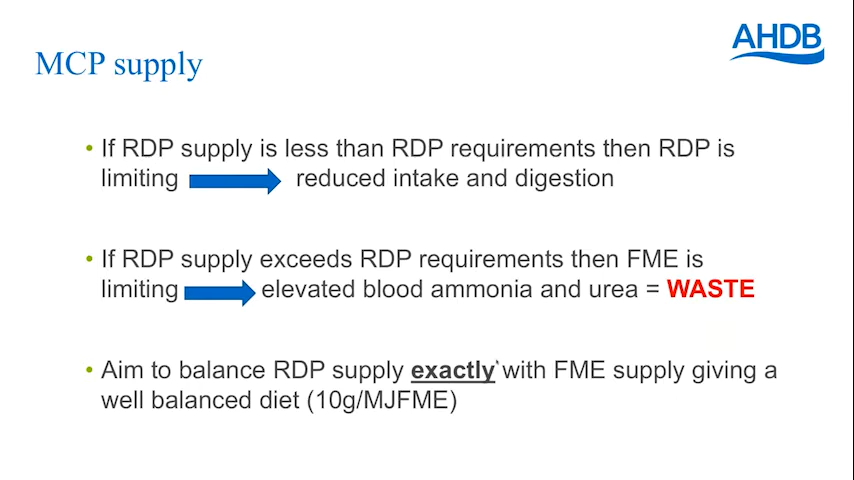 AHDB
MCP supply
• If RDP supply is less than RDP requirements then RDP is
limiting reduced intake and digestion
• If RDP supply exceeds RDP requirements then FME is
limiting elevated blood ammonia and urea = WASTE
• Aim to balance RDP supply exactly with FME supply giving a
well balanced diet (10g/MJFME)